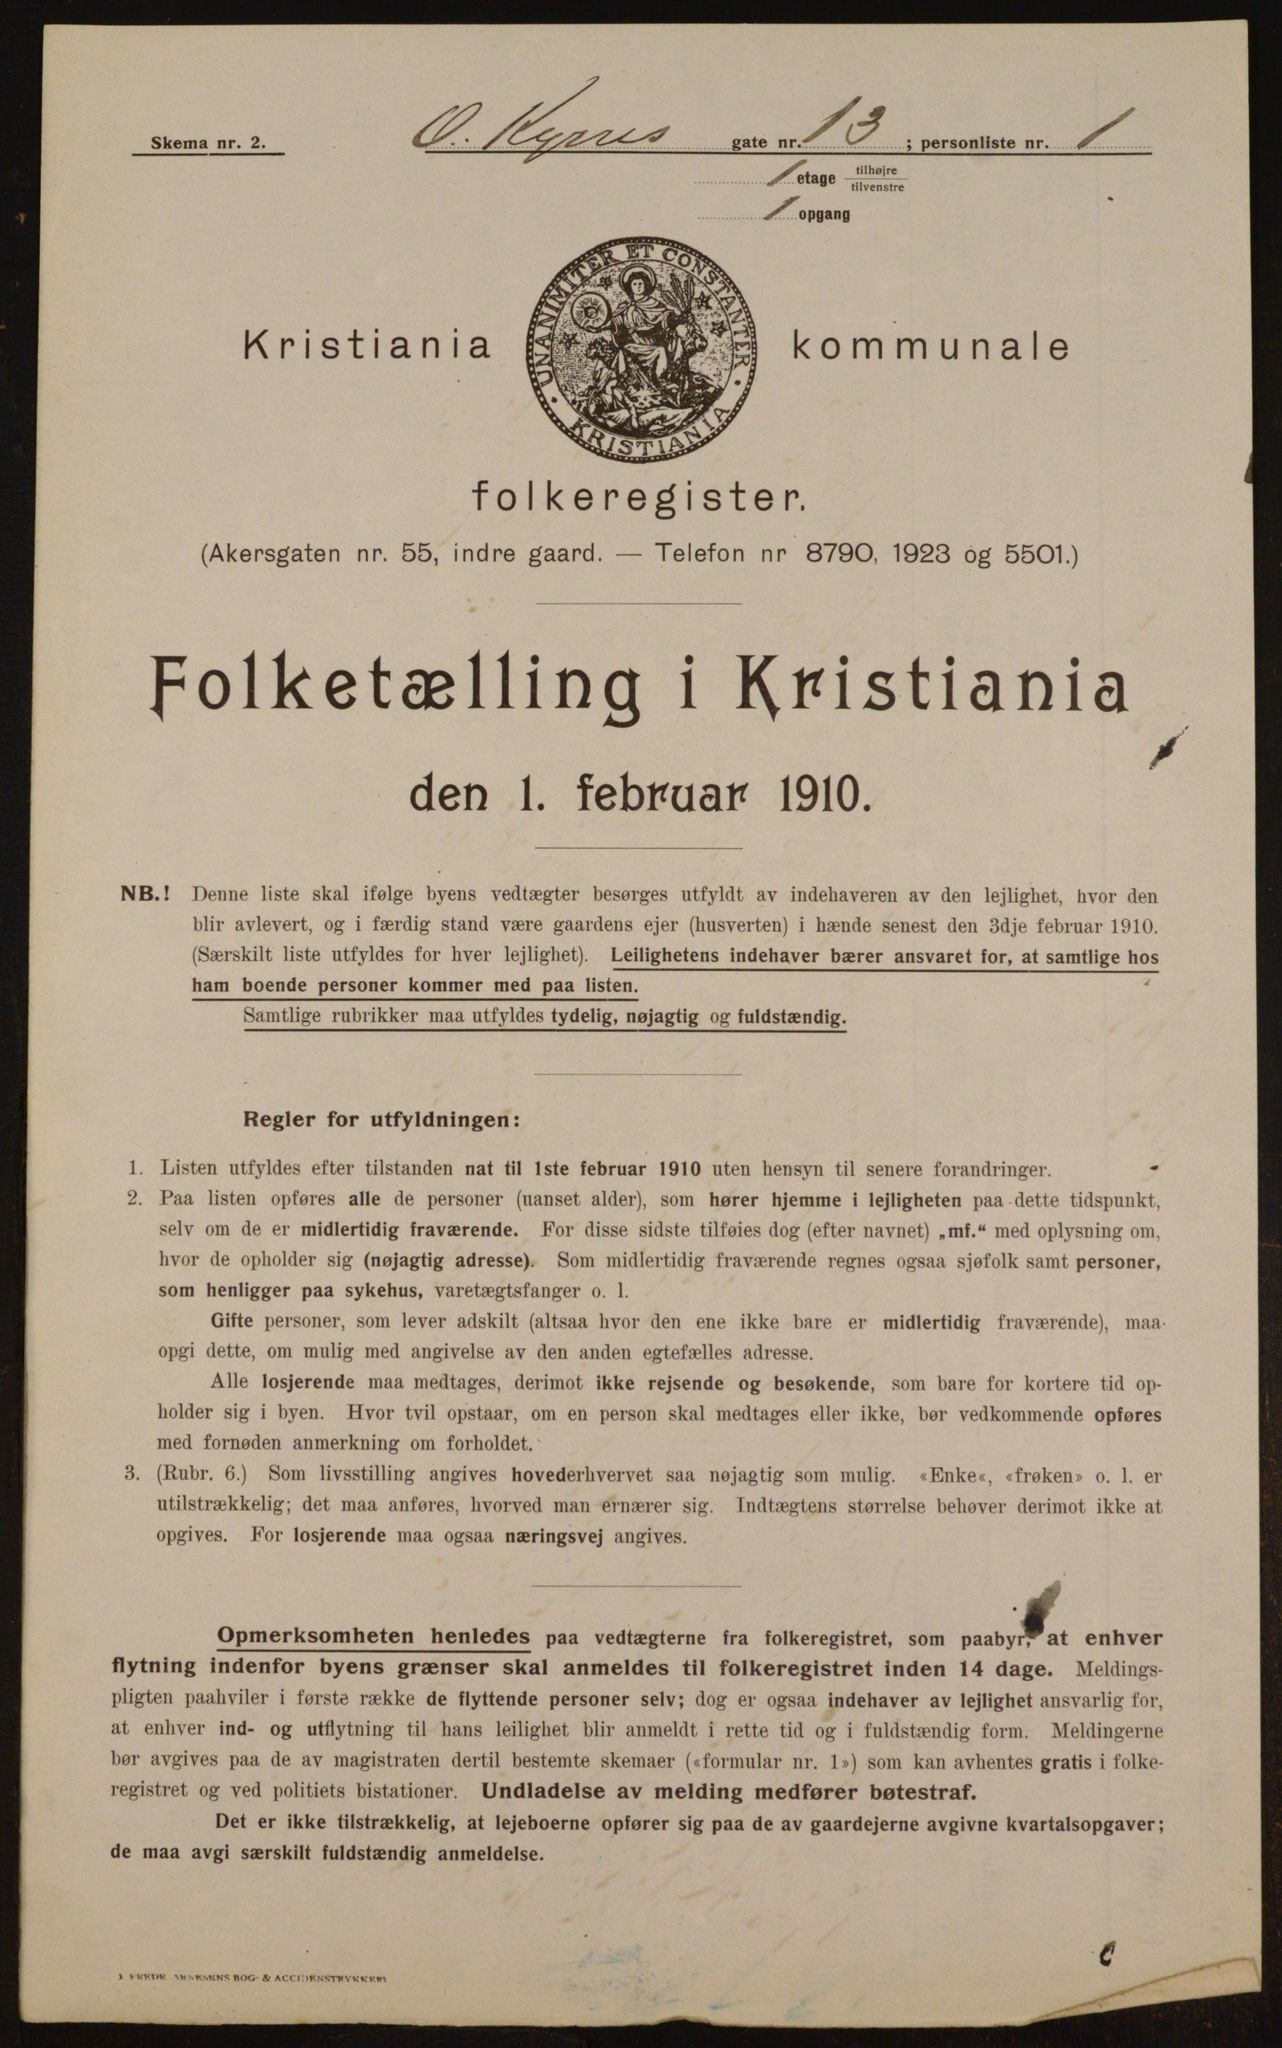 Skema nr. 2. O. Kyrres gate nr. 13 ; personliste nr. 1
1 etage tilhøjre
tilvenstre
1 opgang
UNANIMITER ET CONSTANTER
KRISTIANIA
Kristiania kommunale
folkeregister.
(Akersgaten nr. 55, indre gaard. — Telefon nr 8790, 1923 og 5501.)
Folketælling i Kristiania
den 1. februar 1910.
NB.! Denne liste skal ifølge byens vedtægter besørges utfyldt av indehaveren av den lejlighet, hvor den
blir avlevert, og i færdig stand være gaardens ejer (husverten) i hænde senest den 3dje februar 1910.
(Særskilt liste utfyldes for hver lejlighet). Leilighetens indehaver bærer ansvaret for, at samtlige hos
ham boende personer kommer med paa listen.
Samtlige rubrikker maa utfyldes tydelig, nøjagtig og fuldstændig.
Regler for utfyldningen:
1. Listen utfyldes efter tilstanden nat til 1ste februar 1910 uten hensyn til senere forandringer.
2. Paa listen opføres alle de personer (uanset alder), som hører hjemme i lejligheten paa dette tidspunkt,
selv om de er midlertidig fraværende. For disse sidste tilføies dog (efter navnet) „mf.“ med oplysning om,
hvor de opholder sig (nøjagtig adresse). Som midlertidig fraværende regnes ogsaa sjøfolk samt personer,
som henligger paa sykehus, varetægtsfanger o. l.
Gifte personer, som lever adskilt (altsaa hvor den ene ikke bare er midlertidig fraværende), maa
opgi dette, om mulig med angivelse av den anden egtefælles adresse.
Alle losjerende maa medtages, derimot ikke rejsende og besøkende, som bare for kortere tid op-
holder sig i byen. Hvor tvil opstaar, om en person skal medtages eller ikke, bør vedkommende opføres
med fornøden anmerkning om forholdet.
3. (Rubr. 6.) Som livsstilling angives hovederhvervet saa nøjagtig som mulig. «Enke«, «frøken» o. l. er
utilstrækkelig; det maa anføres, hvorved man ernærer sig. Indtægtens størrelse behøver derimot ikke at
opgives. For losjerende maa ogsaa næringsvej angives.
Opmerksomheten henledes paa vedtægterne fra folkeregistret, som paabyr, at enhver
flytning indenfor byens grænser skal anmeldes til folkeregistret inden 14 dage. Meldings-
pligten paahviler i første række de flyttende personer selv; dog er ogsaa indehaver av lejlighet ansvarlig for,
at enhver ind- og utflytning til hans leilighet blir anmeldt i rette tid og i fuldstændig form. Meldingerne
bør avgives paa de av magistraten dertil bestemte skemaer («formular nr. 1») som kan avhentes gratis i folke-
registret og ved politiets bistationer. Undladelse av melding medfører bøtestraf.
Det er ikke tilstrækkelig, at lejeboerne opfører sig paa de av gaardejerne avgivne kvartalsopgaver;
de maa avgi særskilt fuldstændig anmeldelse.
FREDR ARNESENS BOG- & ACCIDENSTRYKKERI